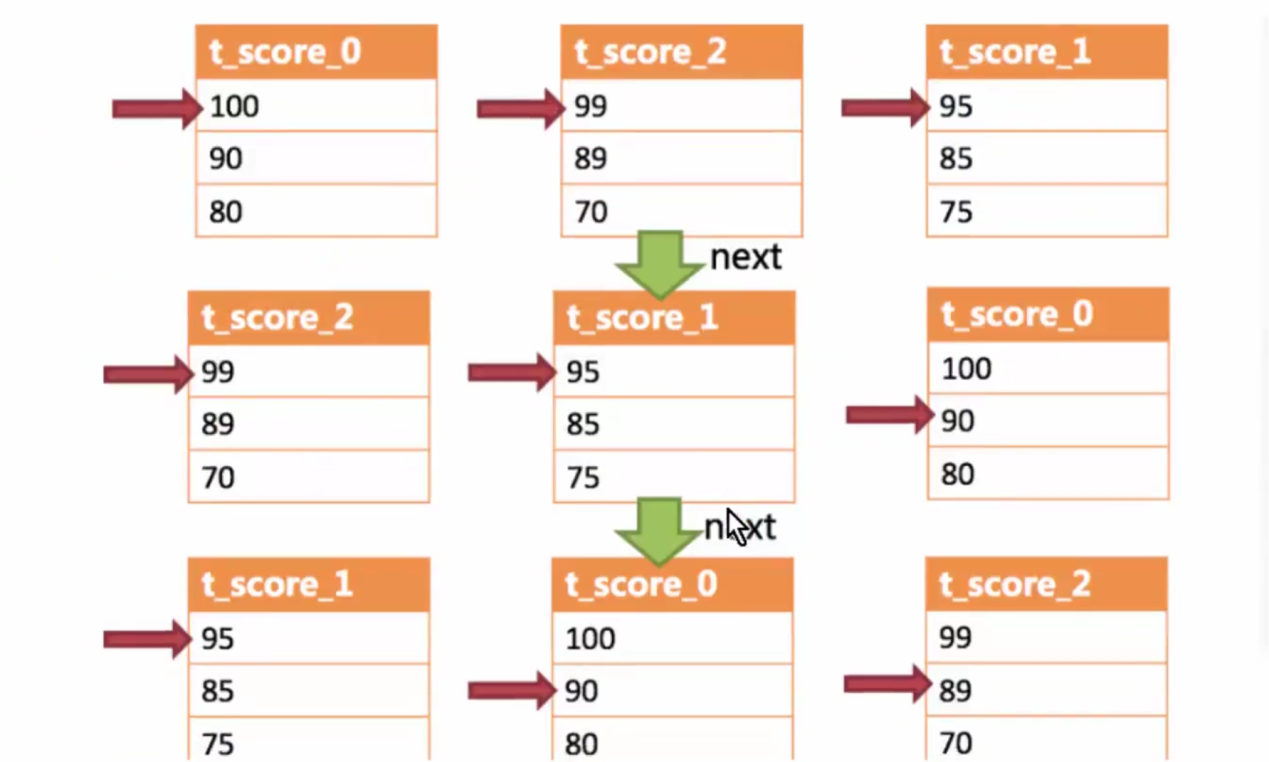 t_score_0 t_score_2 t_score_1
100 99 95
90 89 85
80 70 75
next
t_score_2 t_score_1 t_score_0
99 95 100
89 85 90
70 75 80
next
t_score_1 t_score_0 t_score_2
95 100 99
85 90 89
75 80 70